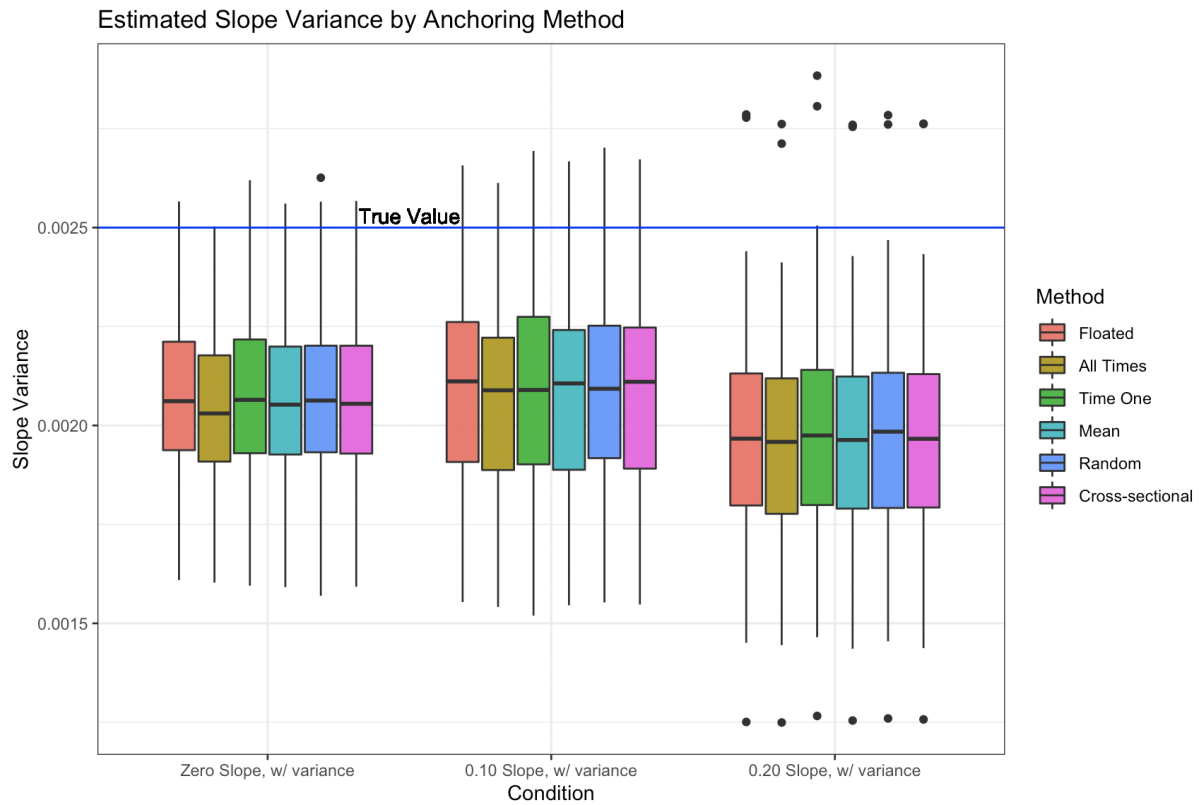 Estimated Slope Variance by Anchoring Method
Slope Variance
0.0025
0.0020
0.0015
True Value
Zero Slope, w/ variance
0.10 Slope, w/ variance
0.20 Slope, w/ variance
Condition
Method
Floated
All Times
Time One
Mean
Random
Cross-sectional